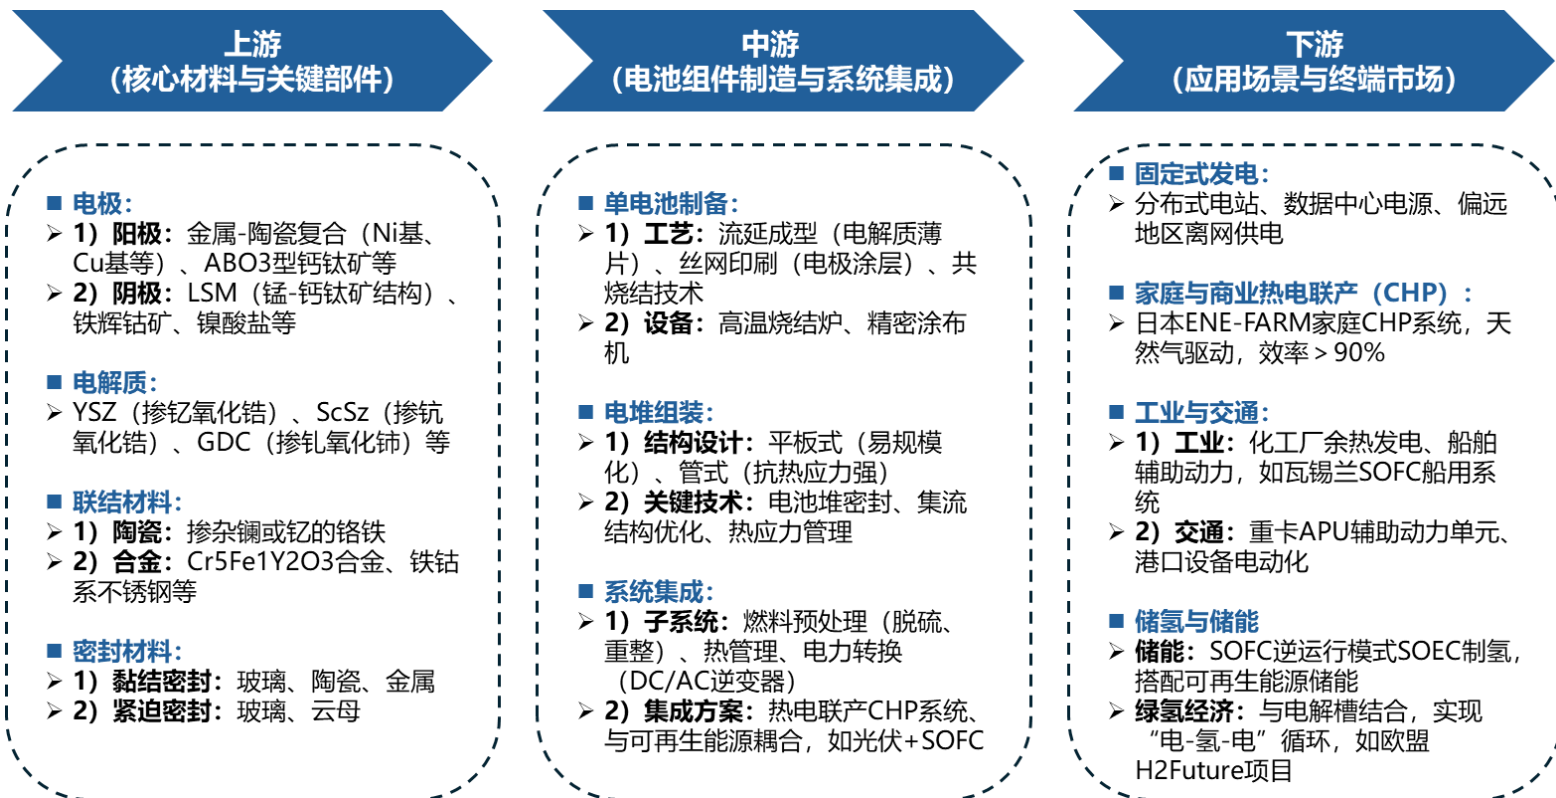 上游
（核心材料与关键部件）
■ 电极：
➢ 1）阳极：金属-陶瓷复合（Ni基、
Cu基等）、ABO3型钙钛矿等
➢ 2）阴极：LSM（锰-钙钛矿结构）、
铁辉钴矿、镍酸盐等
■ 电解质：
➢ YSZ（掺钇氧化锆）、ScSz（掺钪
氧化锆）、GDC（掺钆氧化铈）等
■ 联结材料：
➢ 1）陶瓷：掺杂镧或钇的铬铁
➢ 2）合金：Cr5Fe1Y2O3合金、铁钴
系不锈钢等
■ 密封材料：
➢ 1）黏结密封：玻璃、陶瓷、金属
➢ 2）紧迫密封：玻璃、云母
中游
（电池组件制造与系统集成）
■ 单电池制备：
➢ 1）工艺：流延成型（电解质薄
片）、丝网印刷（电极涂层）、共
烧结技术
➢ 2）设备：高温烧结炉、精密涂布
机
■ 电堆组装：
➢ 1）结构设计：平板式（易规模
化）、管式（抗热应力强）
➢ 2）关键技术：电池堆密封、集流
结构优化、热应力管理
■ 系统集成：
➢ 1）子系统：燃料预处理（脱硫、
重整）、热管理、电力转换
（DC/AC逆变器）
➢ 2）集成方案：热电联产CHP系统、
与可再生能源耦合，如光伏+SOFC
下游
（应用场景与终端市场）
■ 固定式发电：
➢ 分布式电站、数据中心电源、偏远
地区离网供电
■ 家庭与商业热电联产（CHP）：
➢ 日本ENE-FARM家庭CHP系统，天
然气驱动，效率＞90%
■ 工业与交通：
➢ 1）工业：化工厂余热发电、船舶
辅助动力，如瓦锡兰SOFC船用系
统
➢ 2）交通：重卡APU辅助动力单元、
港口设备电动化
■ 储氢与储能
➢ 储能：SOFC逆运行模式SOEC制氢，
搭配可再生能源储能
➢ 绿氢经济：与电解槽结合，实现
“电-氢-电”循环，如欧盟
H2Future项目